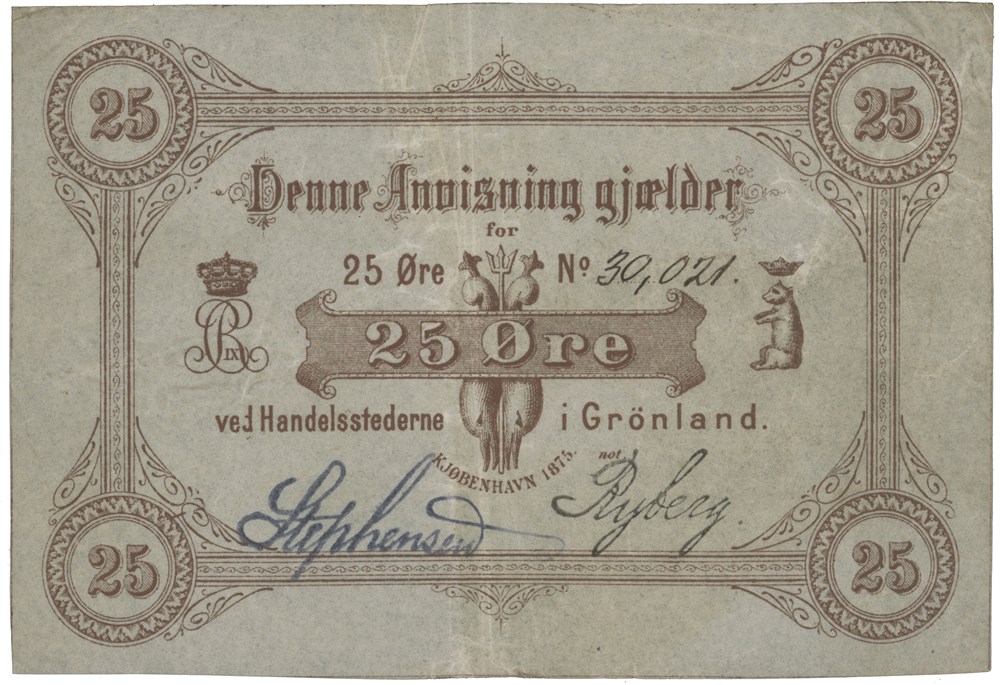 25 25
Denne Anvisning gjælder
for
25 Øre Nº 30,021.
R IX
25 Øre
ved Handelsstederne i Grönland.
KJØBENHAVN 1875.
not
Stephensen Ryberg.
25 25